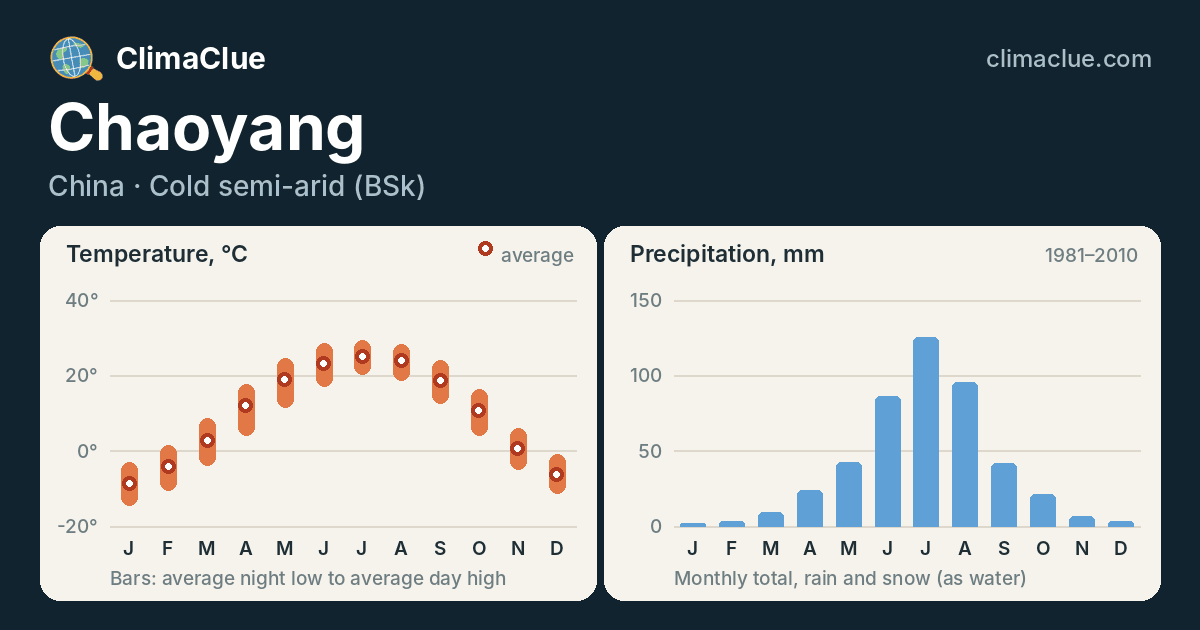 ClimaClue
climaclue.com
Chaoyang
China · Cold semi-arid (BSk)
Temperature, °C
average
40°
20°
0°
-20°
J F M A M J J A S O N D
Bars: average night low to average day high
Precipitation, mm
1981–2010
150
100
50
0
J F M A M J J A S O N D
Monthly total, rain and snow (as water)